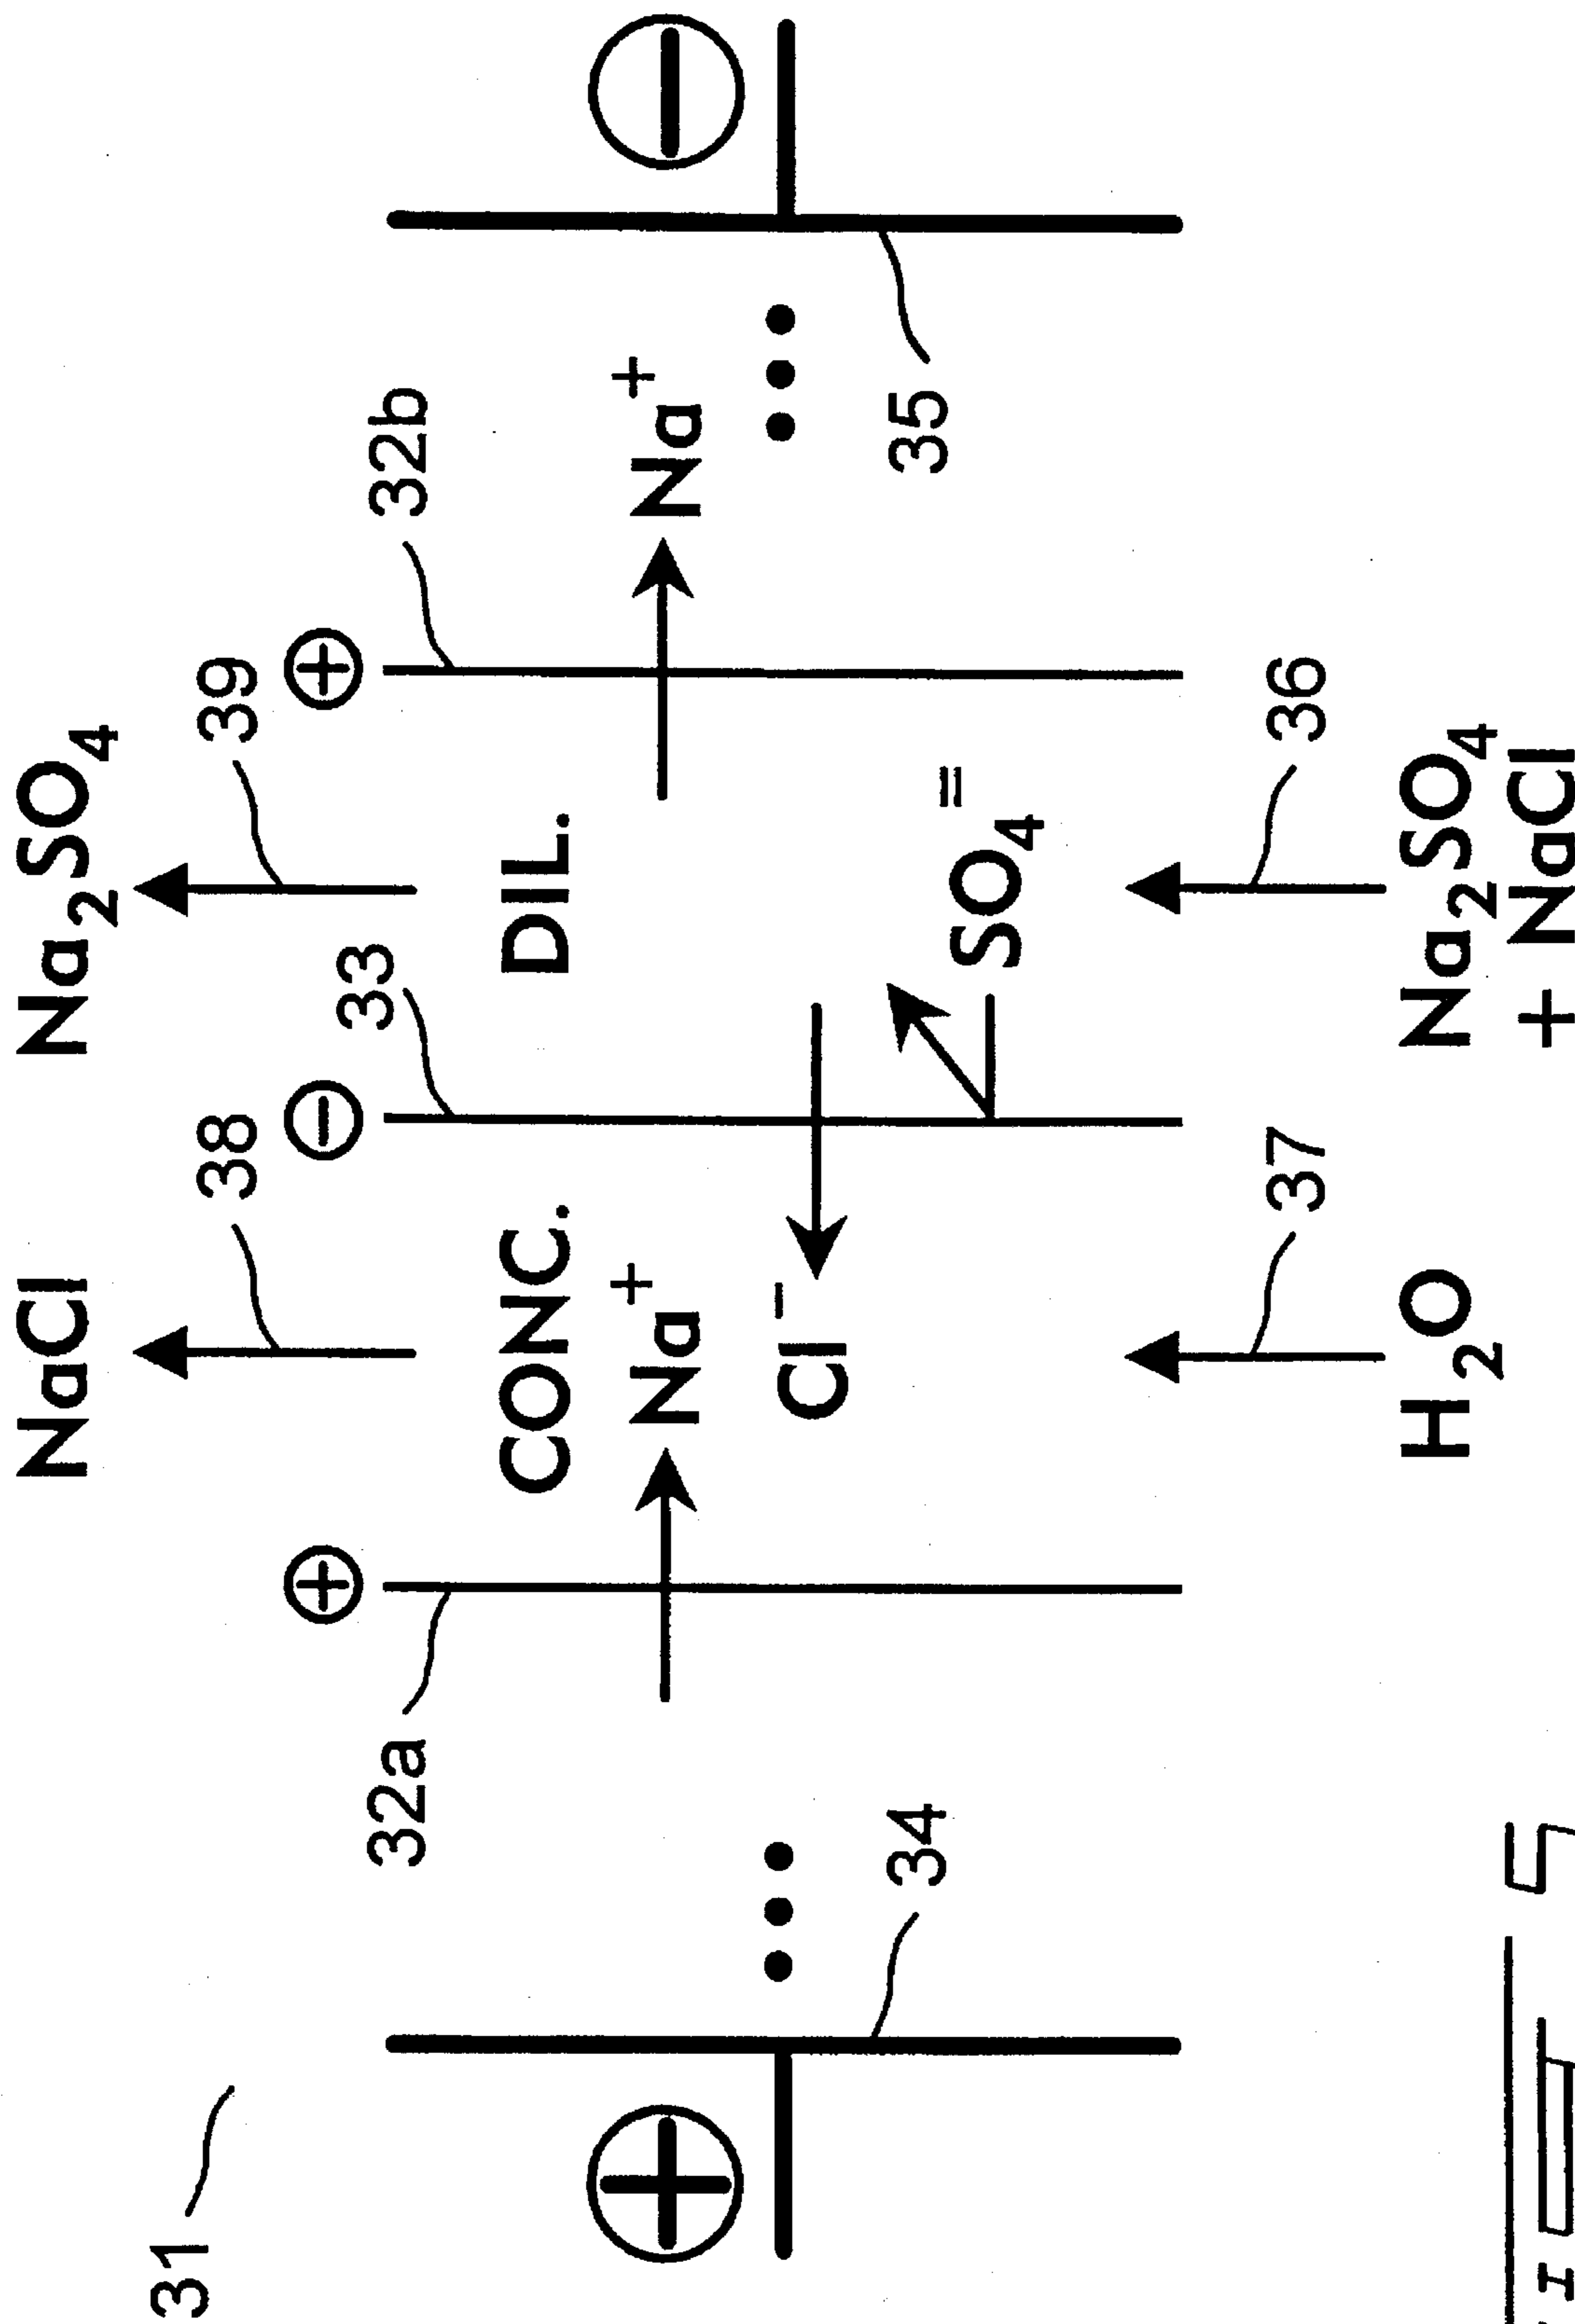 NaCl
Na₂SO₄
31
38
39
⊕
⊖
⊕
33
32a
32b
CONC.
DIL.
⊕
Na⁺
Na⁺
⊖
Cl⁻
34
35
SO₄⁼
37
36
H₂O
Na₂SO₄
+ NaCl